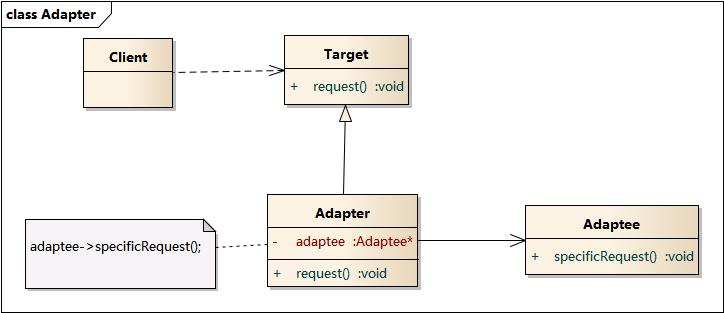 class Adapter
Client
Target
+ request() :void
Adapter
- adaptee :Adaptee*
+ request() :void
adaptee->specificRequest();
Adaptee
+ specificRequest() :void